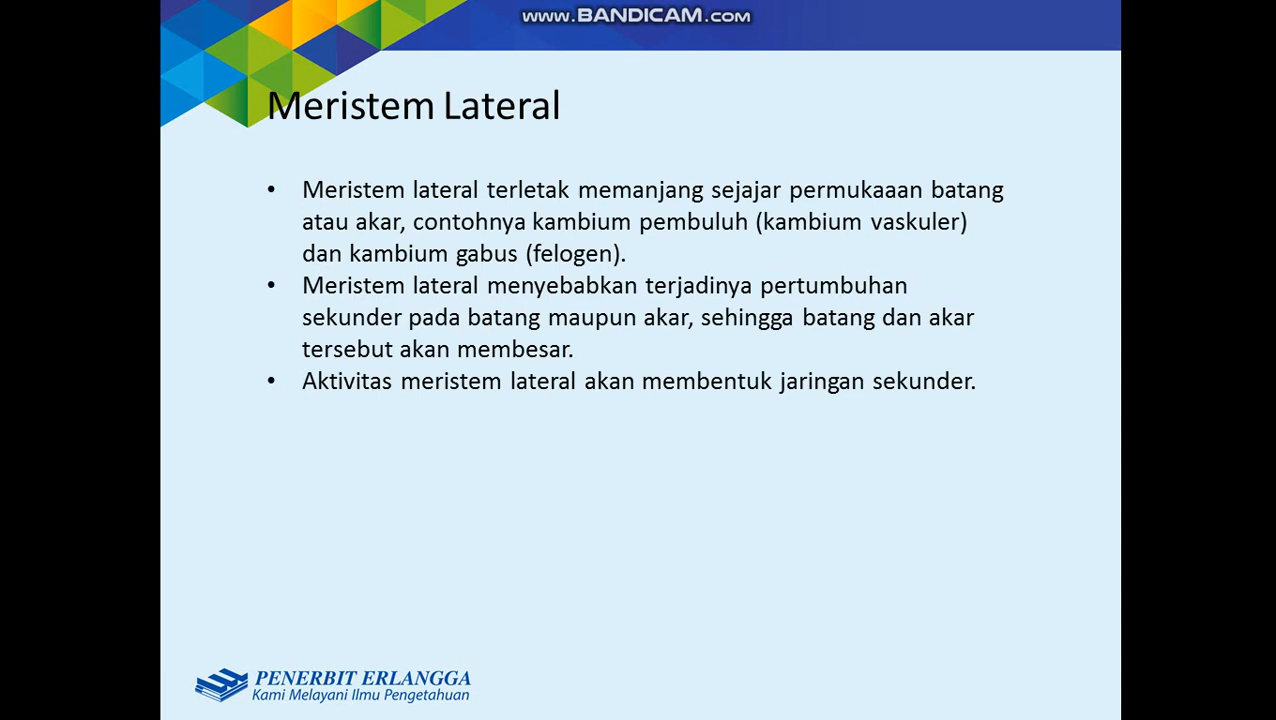 www.BANDICAM.com
Meristem Lateral
• Meristem lateral terletak memanjang sejajar permukaaan batang
atau akar, contohnya kambium pembuluh (kambium vaskuler)
dan kambium gabus (felogen).
• Meristem lateral menyebabkan terjadinya pertumbuhan
sekunder pada batang maupun akar, sehingga batang dan akar
tersebut akan membesar.
• Aktivitas meristem lateral akan membentuk jaringan sekunder.
PENERBIT ERLANGGA
Kami Melayani Ilmu Pengetahuan